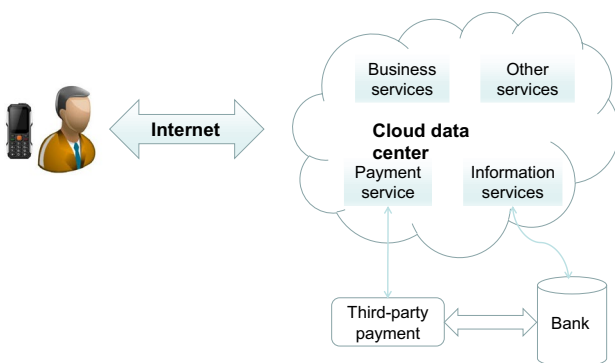 Business
services
Other
services
Internet
Cloud data
center
Payment
service
Information
services
Third-party
payment
Bank